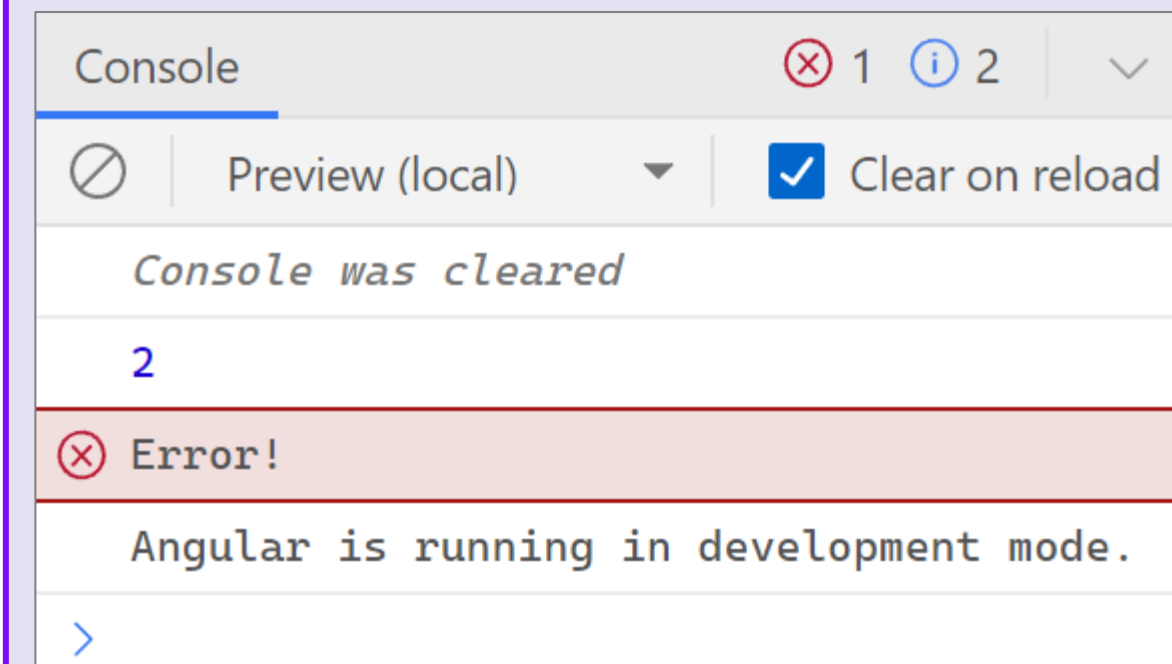 Console 1 2
Preview (local) Clear on reload
Console was cleared
2
Error!
Angular is running in development mode.
>